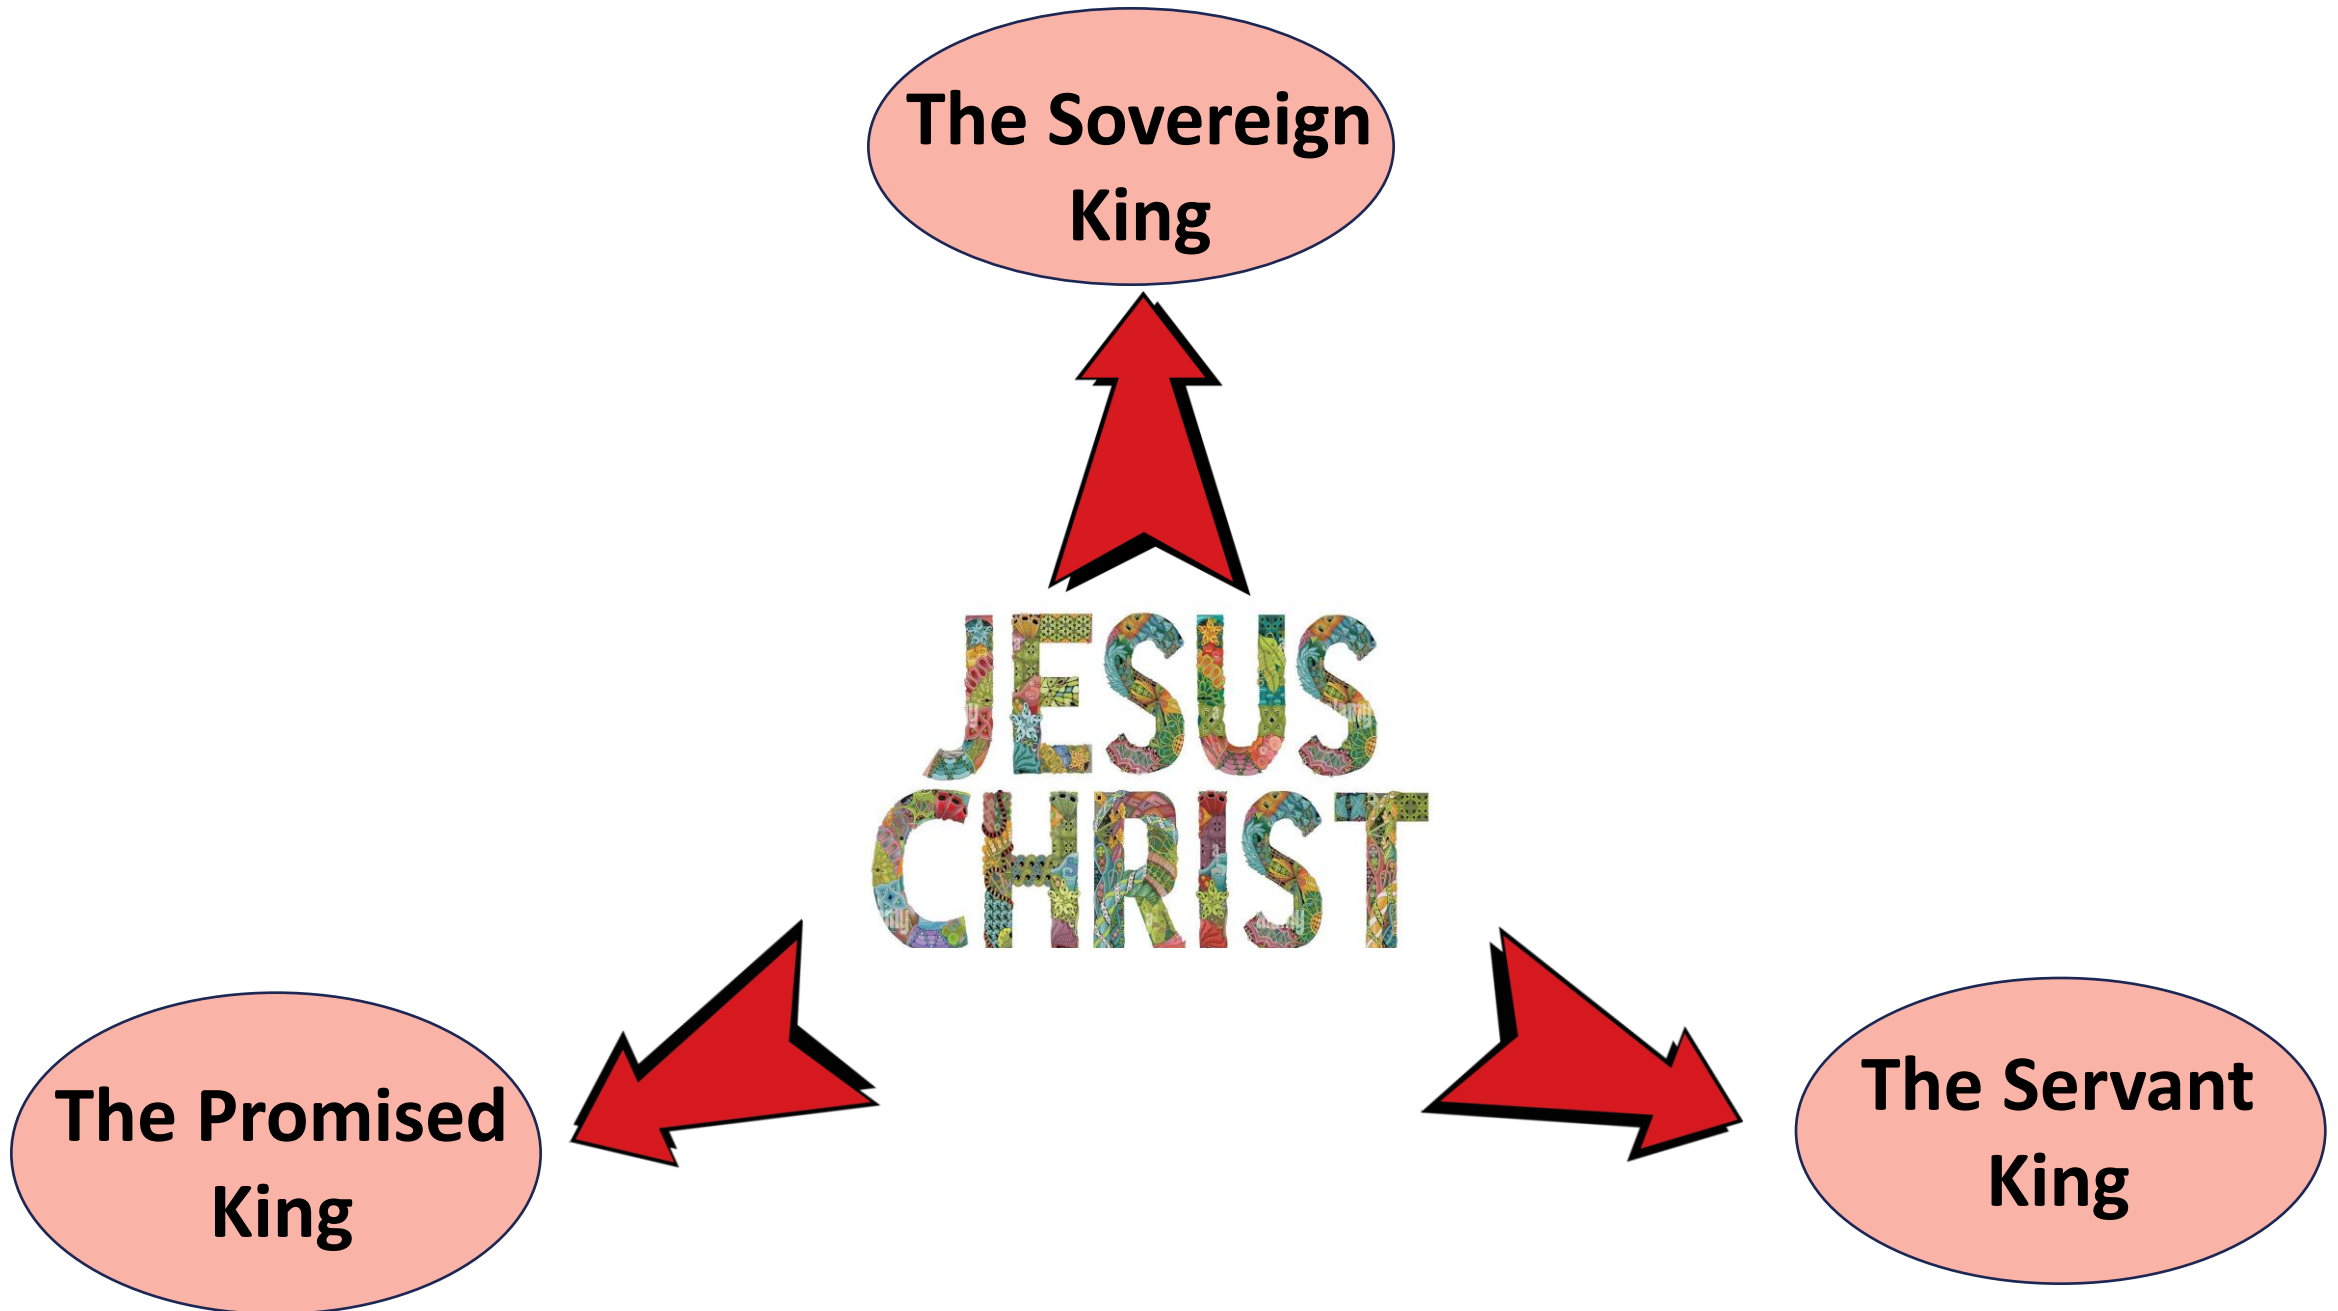 The Sovereign
King
JESUS
CHRIST
The Promised
King
The Servant
King